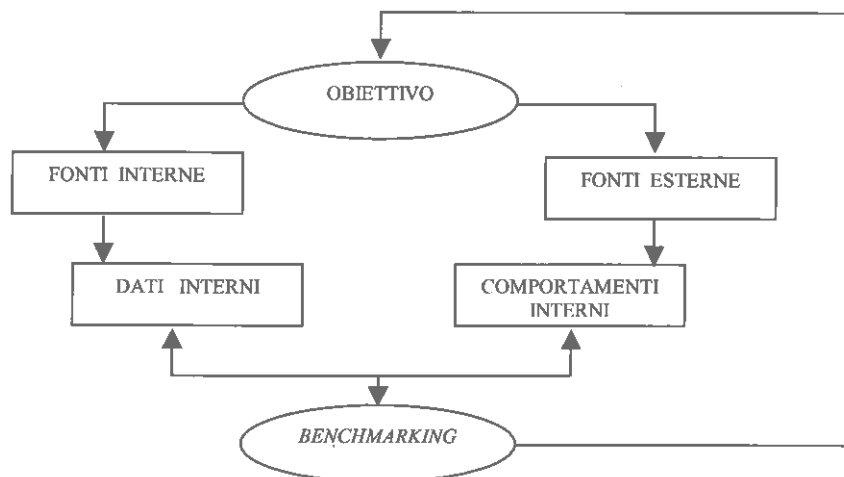 OBIETTIVO
FONTI INTERNE
FONTI ESTERNE
DATI INTERNI
COMPORTAMENTI
INTERNI
BENCHMARKING